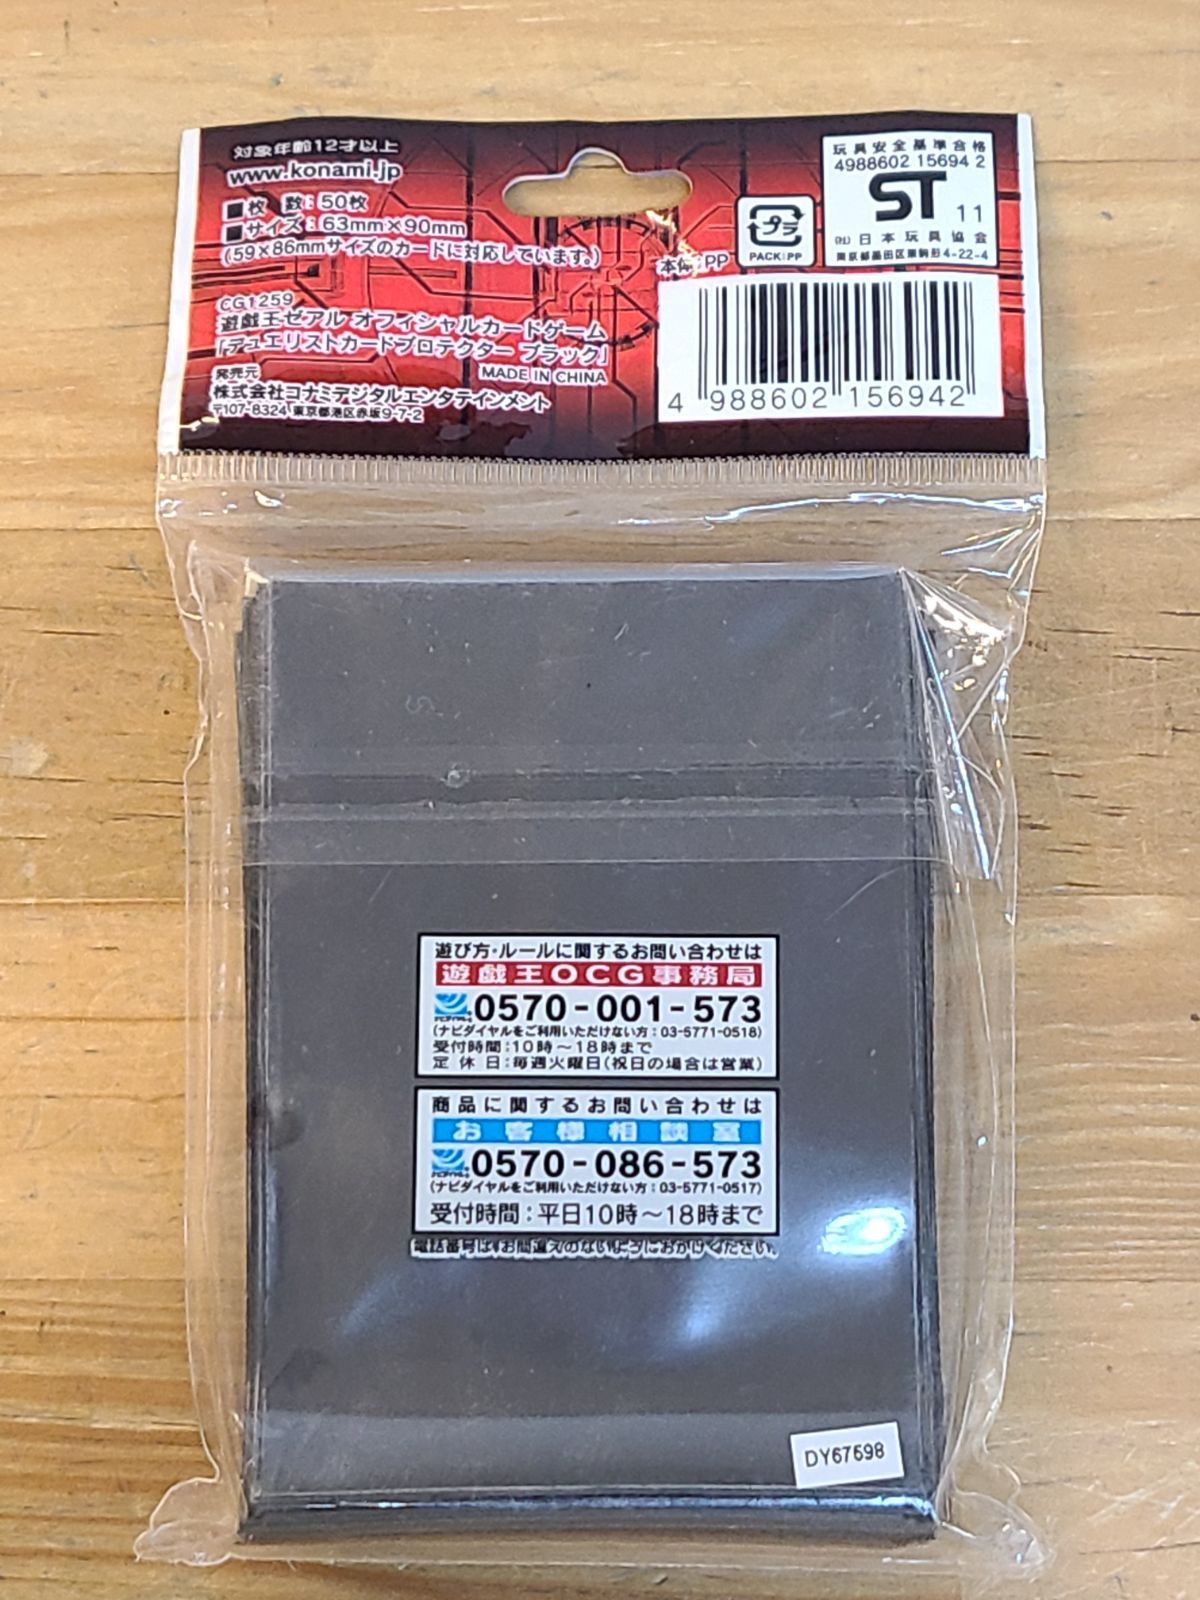 対象年齢12才以上
www.konami.jp
■枚 数：50枚
■サイズ：63mm×90mm
（59×86mmサイズのカードに対応しています。）
CG1259
遊戯王ゼアル オフィシャルカードゲーム
「デュエリストカードプロテクター ブラック」
MADE IN CHINA
発売元
株式会社コナミデジタルエンタテインメント
〒107-8324 東京都港区赤坂9-7-2
プラ
PACK:PP
本体:PP
玩具安全基準合格
4988602 15694 2
ST 11
(社)日本玩具協会
東京都墨田区東駒形4-22-4
4 988602 156942
遊び方・ルールに関するお問い合わせは
遊戯王OCG事務局
0570-001-573
（ナビダイヤルをご利用いただけない方：03-5771-0518）
受付時間：10時～18時まで
定 休 日：毎週火曜日（祝日の場合は営業）
商品に関するお問い合わせは
お客様相談室
0570-086-573
（ナビダイヤルをご利用いただけない方：03-5771-0517）
受付時間：平日10時～18時まで
電話番号は、お間違えのないようにおかけください。
DY67698